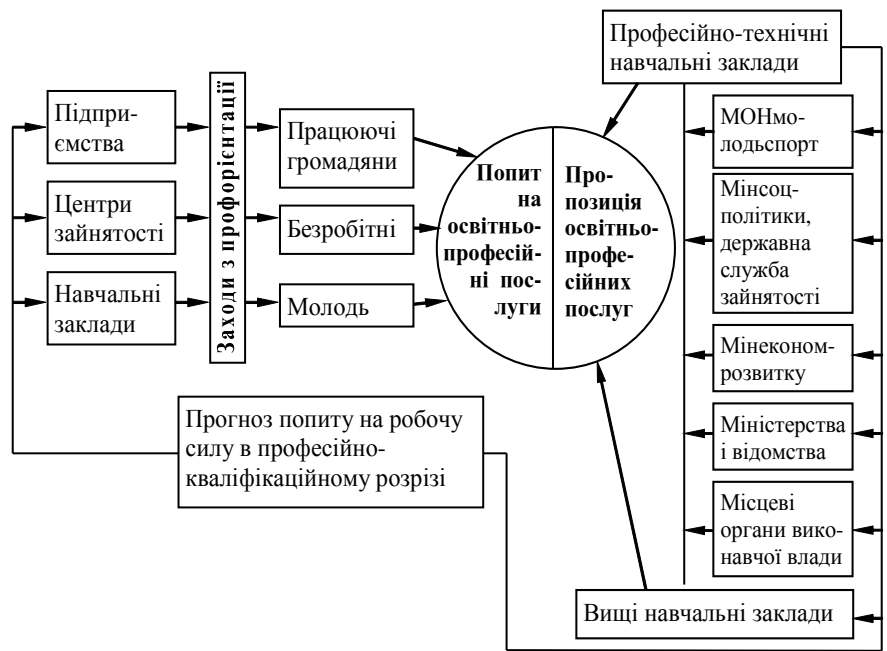 Професійно-технічні
навчальні заклади
Підпри-
ємства
Центри
зайнятості
Навчальні
заклади
Заходи з профорієнтації
Працюючі
громадяни
Безробітні
Молодь
Попит
на
освітньо-
професій-
ні пос-
луги
Про-
позиція
освітньо-
профе-
сійних
послуг
МОНмо-
лодьспорт
Мінсоц-
політики,
державна
служба
зайнятості
Мінеконом-
розвитку
Міністерства
і відомства
Місцеві
органи вико-
навчої влади
Прогноз попиту на робочу
силу в професійно-
кваліфікаційному розрізі
Вищі навчальні заклади